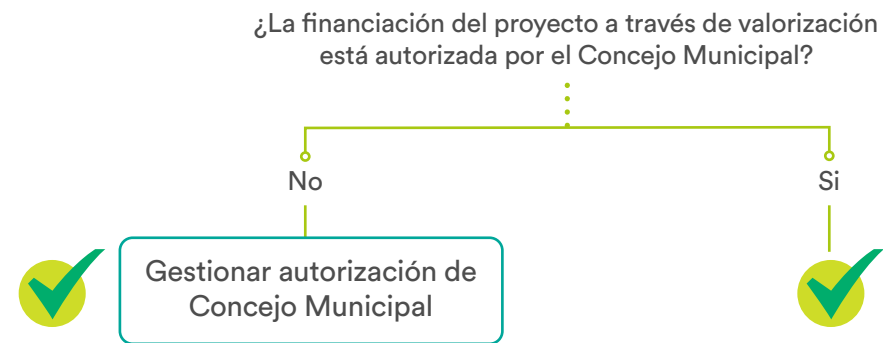 ¿La financiación del proyecto a través de valorización
está autorizada por el Concejo Municipal?
No
Si
Gestionar autorización de
Concejo Municipal